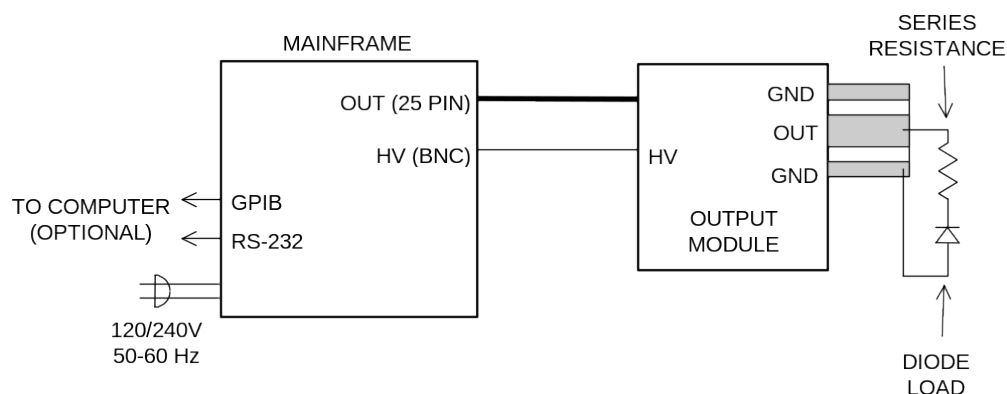 SERIES
RESISTANCE
MAINFRAME
OUT (25 PIN)
HV (BNC)
GPIB
RS-232
TO COMPUTER
(OPTIONAL)
120/240V
50-60 Hz
GND
OUT
GND
HV
OUTPUT
MODULE
DIODE
LOAD